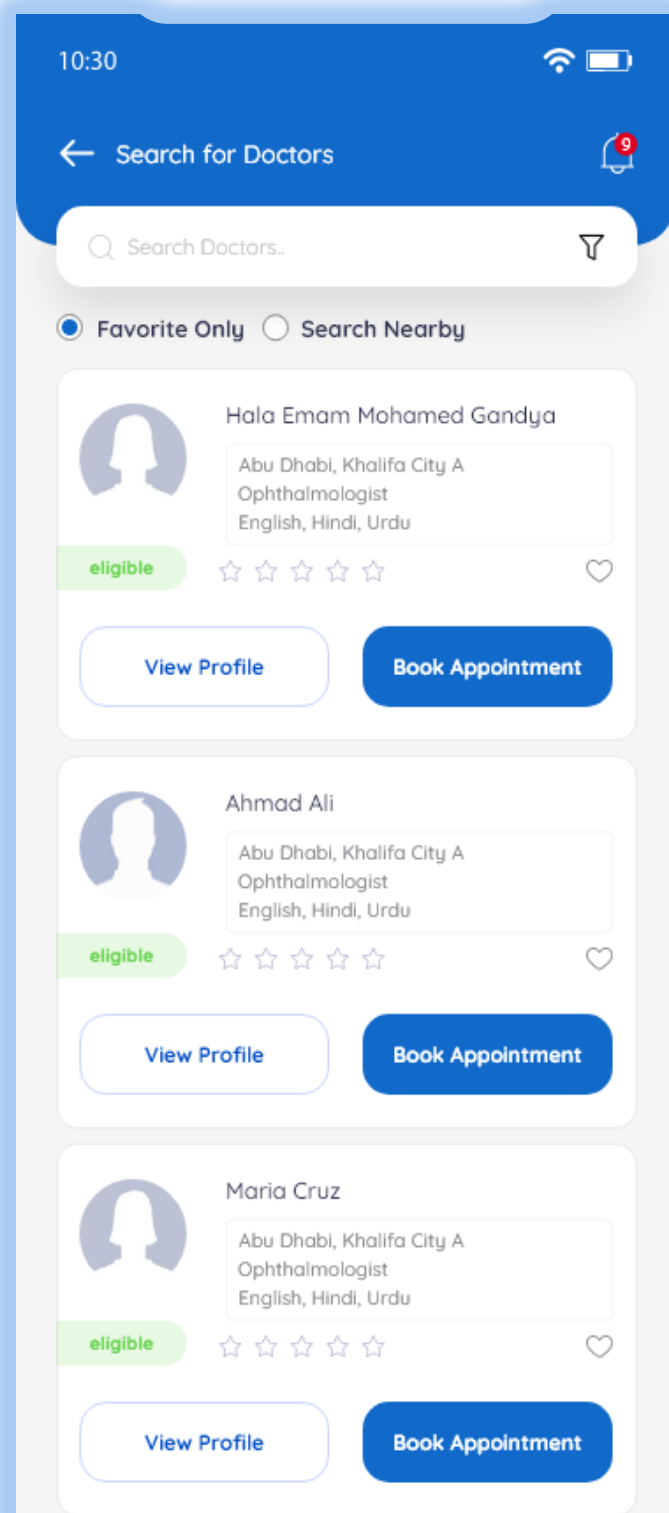 10:30
Search for Doctors
9
Search Doctors..
Favorite Only Search Nearby
Hala Emam Mohamed Gandya
Abu Dhabi, Khalifa City A
Ophthalmologist
English, Hindi, Urdu
eligible
View Profile Book Appointment
Ahmad Ali
Abu Dhabi, Khalifa City A
Ophthalmologist
English, Hindi, Urdu
eligible
View Profile Book Appointment
Maria Cruz
Abu Dhabi, Khalifa City A
Ophthalmologist
English, Hindi, Urdu
eligible
View Profile Book Appointment